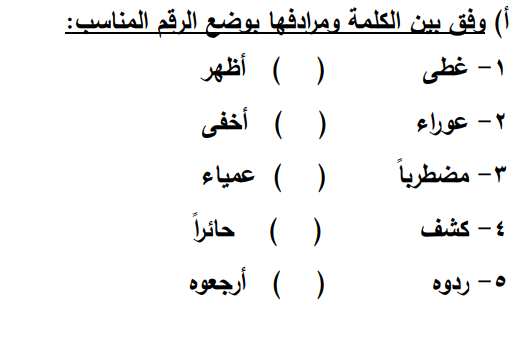 أ) وفق بين الكلمة ومرادفها بوضع الرقم المناسب:
١- غطى ( ) أظهر
٢- عوراء ( ) أخفى
٣- مضطرباً ( ) عمياء
٤- كشف ( ) حائراً
٥- ردوه ( ) أرجعوه